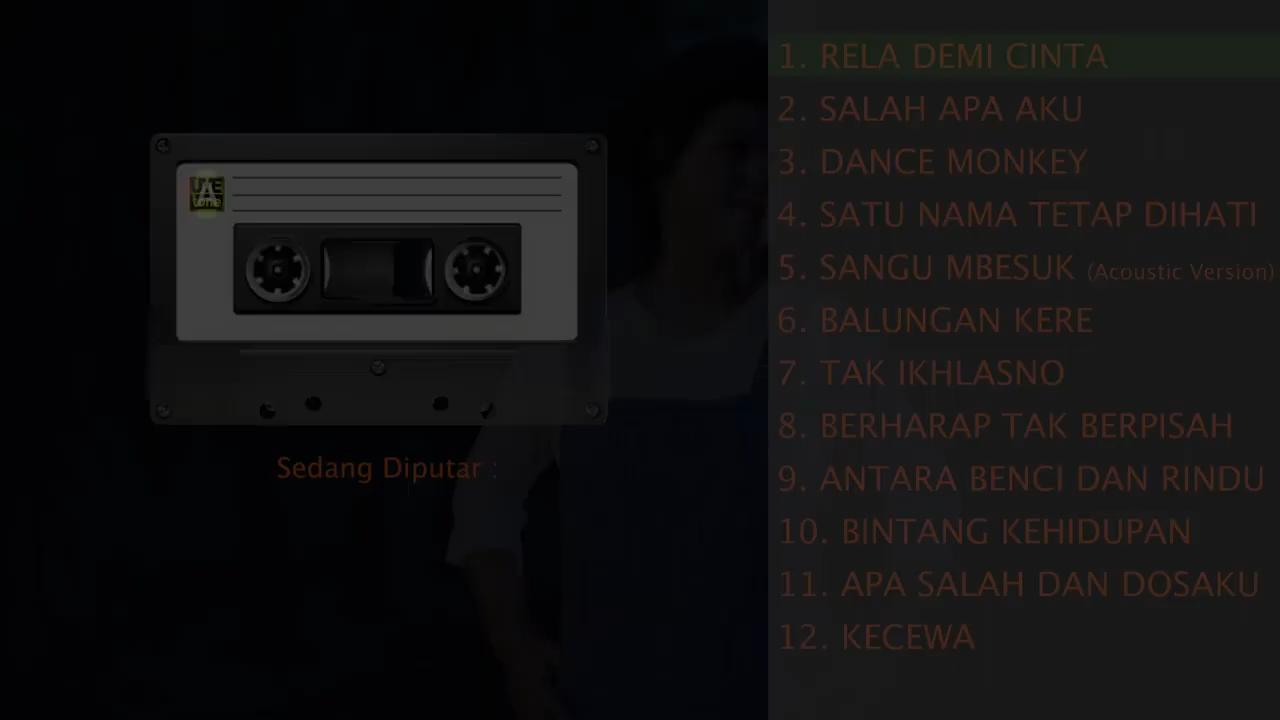 A
tone
Sedang Diputar :
1. RELA DEMI CINTA
2. SALAH APA AKU
3. DANCE MONKEY
4. SATU NAMA TETAP DIHATI
5. SANGU MBESUK (Acoustic Version)
6. BALUNGAN KERE
7. TAK IKHLASNO
8. BERHARAP TAK BERPISAH
9. ANTARA BENCI DAN RINDU
10. BINTANG KEHIDUPAN
11. APA SALAH DAN DOSAKU
12. KECEWA